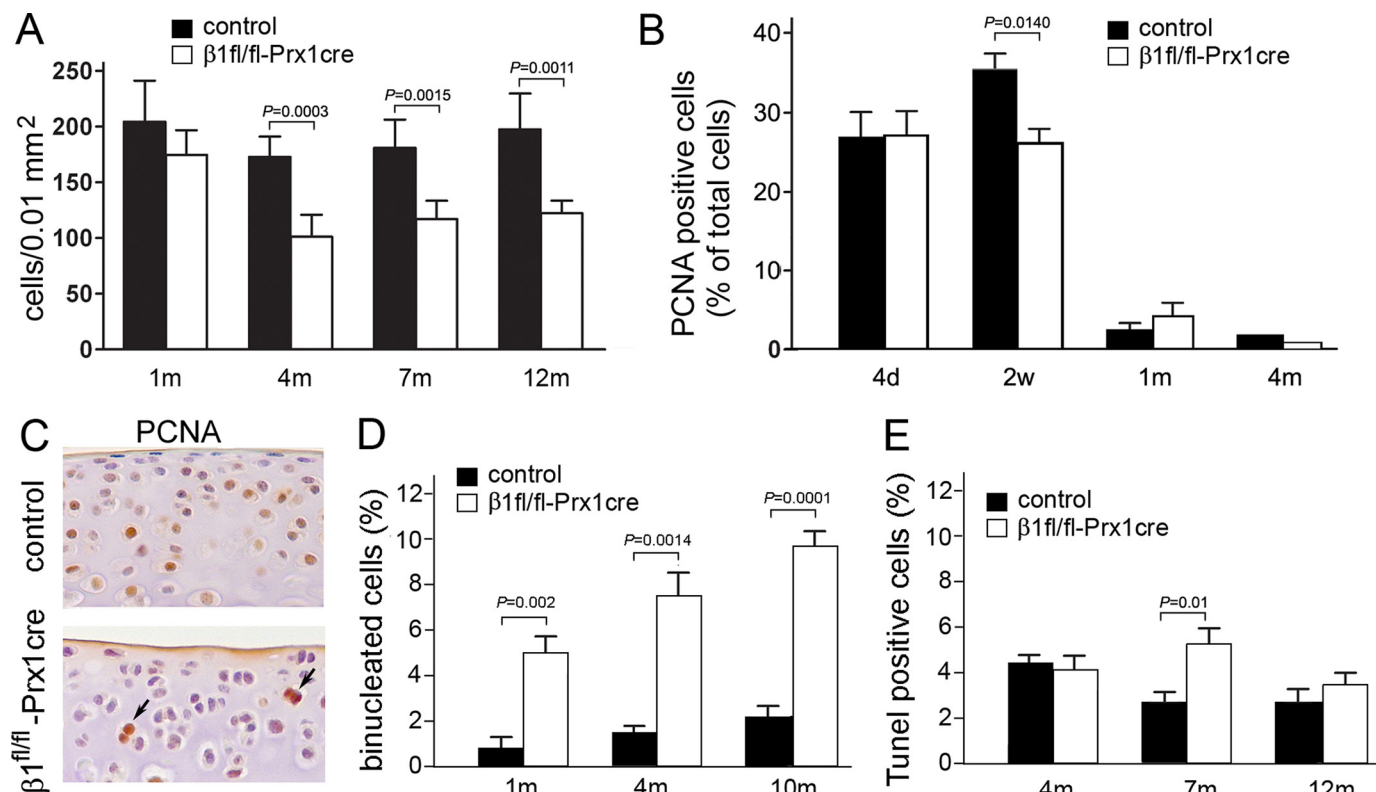 A
control
β1fl/fl-Prx1cre
cells/0.01 mm²
250
200
150
100
50
0
P=0.0003
P=0.0015
P=0.0011
1m 4m 7m 12m
B
control
β1fl/fl-Prx1cre
PCNA positive cells
(% of total cells)
40
30
20
10
0
P=0.0140
4d 2w 1m 4m
C
PCNA
control
β1fl/fl-Prx1cre
D
control
β1fl/fl-Prx1cre
binucleated cells (%)
12
10
8
6
4
2
0
P=0.002
P=0.0014
P=0.0001
1m 4m 10m
E
control
β1fl/fl-Prx1cre
Tunel positive cells (%)
12
10
8
6
4
2
0
P=0.01
4m 7m 12m